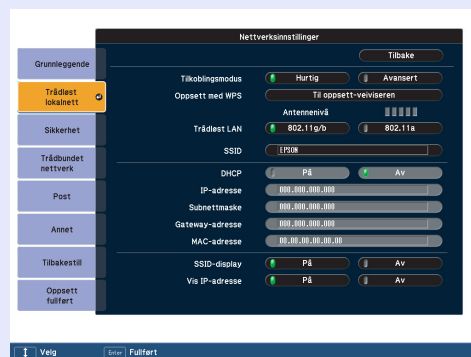 Nettverksinnstillinger
Grunnleggende
Trådløst
lokalnett
Sikkerhet
Trådbundet
nettverk
Post
Annet
Tilbakestill
Oppsett
fullført
Tilbake
Tilkoblingsmodus Hurtig Avansert
Oppsett med WPS Til oppsett-veiviseren
Antennenivå
Trådløst LAN 802.11g/b 802.11a
SSID EPSON
DHCP På Av
IP-adresse 000.000.000.000
Subnettmaske 000.000.000.000
Gateway-adresse 000.000.000.000
MAC-adresse 00.00.00.00.00.00
SSID-display På Av
Vis IP-adresse På Av
Velg Enter Fullført